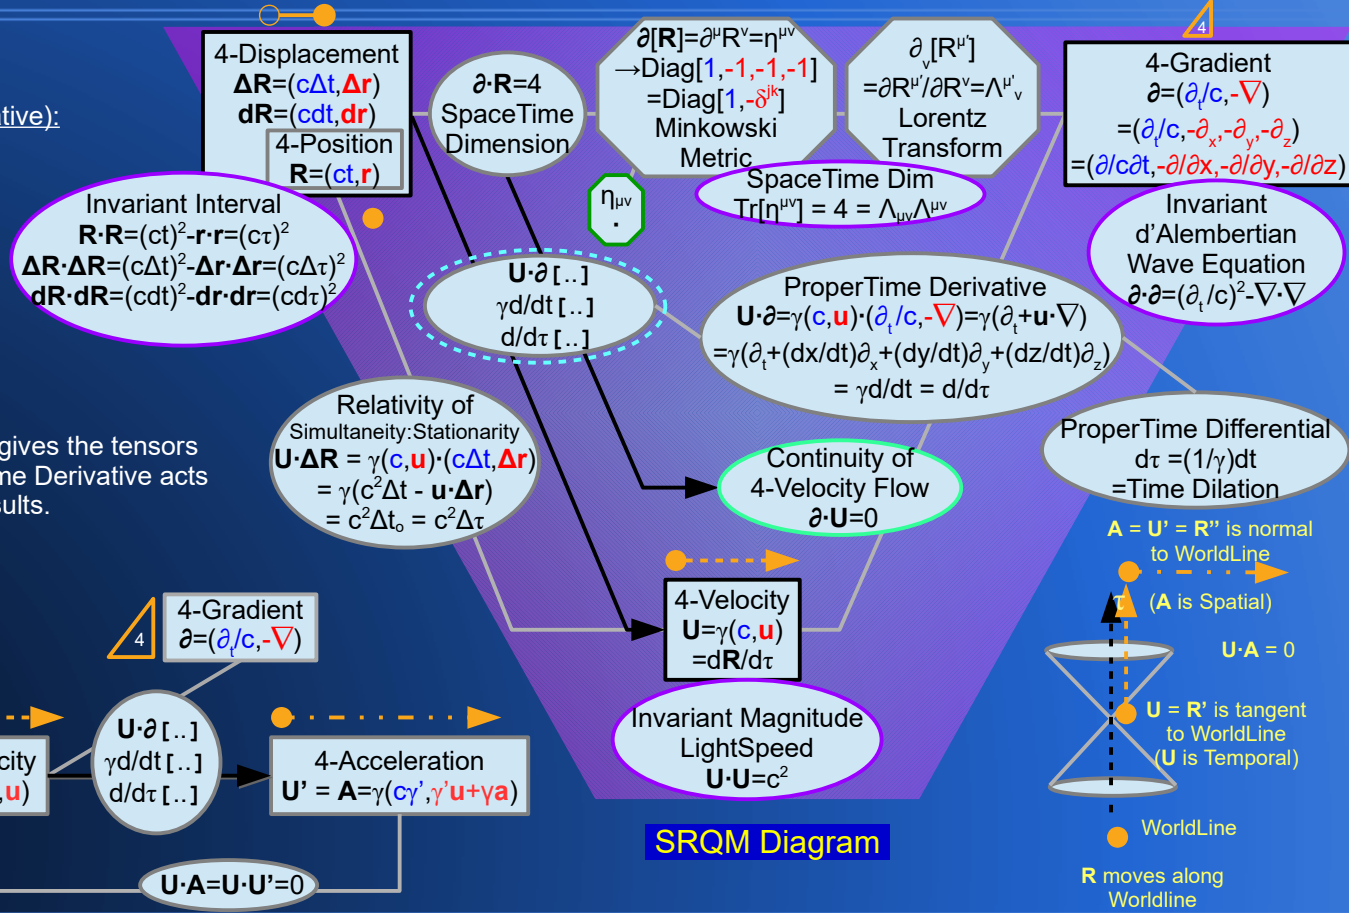 4-Displacement
ΔR=(cΔt,Δr)
dR=(cdt,dr)
4-Position
R=(ct,r)
ative):
Invariant Interval
R·R=(ct)²-r·r=(cτ)²
ΔR·ΔR=(cΔt)²-Δr·Δr=(cΔτ)²
dR·dR=(cdt)²-dr·dr=(cdτ)²
∂·R=4
SpaceTime
Dimension
∂[R]=∂^μR^ν=η^μν
→Diag[1,-1,-1,-1]
=Diag[1,-δ^jk]
Minkowski
Metric
∂_ν[R^μ']
=∂R^μ'/∂R^ν=Λ^μ'_ν
Lorentz
Transform
4
4-Gradient
∂=(∂_t/c,-∇)
=(∂_t/c,-∂_x,-∂_y,-∂_z)
=(∂/c∂t,-∂/∂x,-∂/∂y,-∂/∂z)
η_μν
·
SpaceTime Dim
Tr[η^μν] = 4 = Λ_μνΛ^μν
Invariant
d'Alembertian
Wave Equation
∂·∂=(∂_t/c)²-∇·∇
U·∂ [..]
γd/dt [..]
d/dτ [..]
ProperTime Derivative
U·∂=γ(c,u)·(∂_t/c,-∇)=γ(∂_t+u·∇)
=γ(∂_t+(dx/dt)∂_x+(dy/dt)∂_y+(dz/dt)∂_z)
= γd/dt = d/dτ
gives the tensors
me Derivative acts
sults.
Relativity of
Simultaneity:Stationarity
U·ΔR = γ(c,u)·(cΔt,Δr)
= γ(c²Δt - u·Δr)
= c²Δt_o = c²Δτ
Continuity of
4-Velocity Flow
∂·U=0
ProperTime Differential
dτ =(1/γ)dt
=Time Dilation
4-Velocity
U=γ(c,u)
=dR/dτ
Invariant Magnitude
LightSpeed
U·U=c²
A = U' = R'' is normal
to WorldLine
τ
(A is Spatial)
U·A = 0
U = R' is tangent
to WorldLine
(U is Temporal)
WorldLine
R moves along
Worldline
4
4-Gradient
∂=(∂_t/c,-∇)
city
,u)
U·∂ [..]
γd/dt [..]
d/dτ [..]
4-Acceleration
U' = A=γ(cγ',γ'u+γa)
U·A=U·U'=0
SRQM Diagram